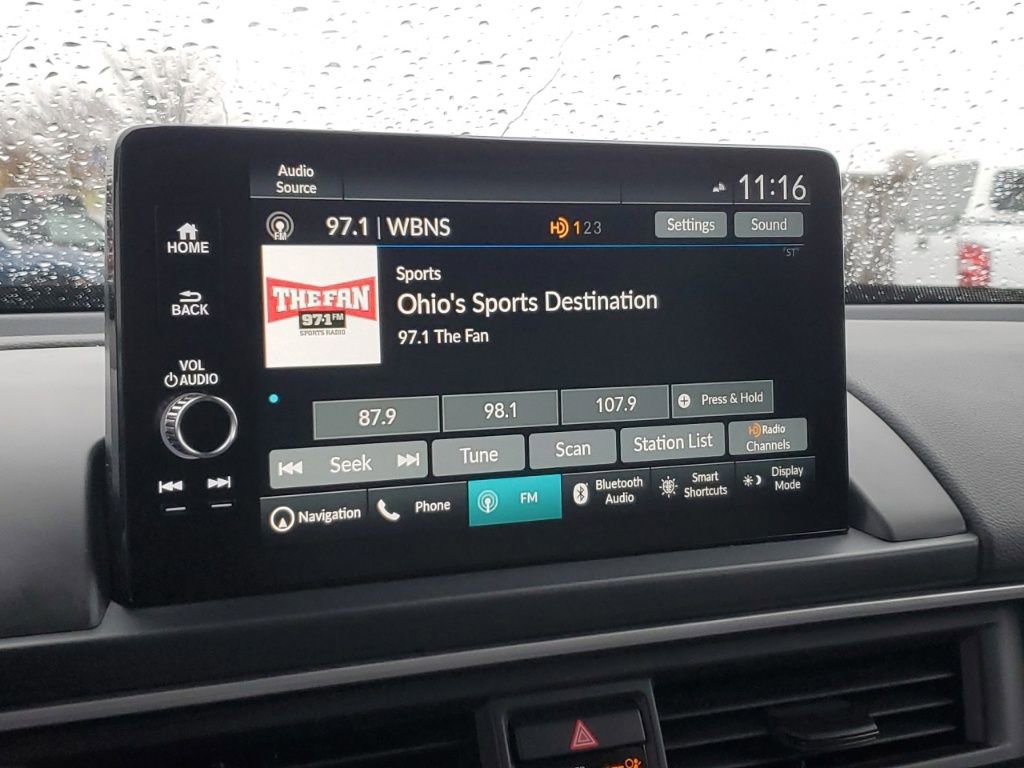 Audio
Source
11:16
FM
97.1 | WBNS
HD 1 2 3
Settings
Sound
"ST"
THE FAN
97.1 FM
SPORTS RADIO
Sports
Ohio's Sports Destination
97.1 The Fan
HOME
BACK
VOL
AUDIO
87.9
98.1
107.9
Press & Hold
Seek
Tune
Scan
Station List
HD Radio
Channels
Navigation
Phone
FM
Bluetooth
Audio
Smart
Shortcuts
Display
Mode